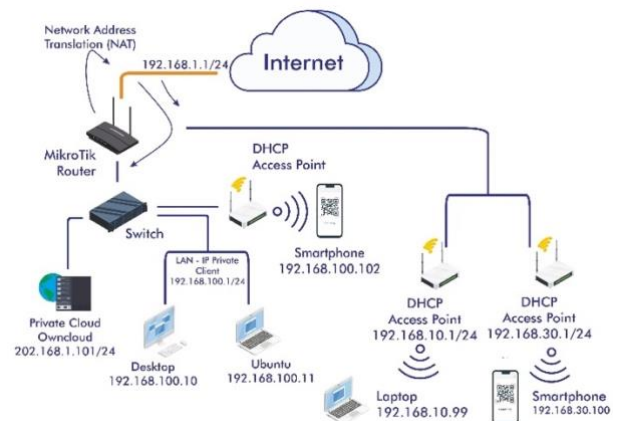 Network Address
Translation (NAT)
192.168.1.1/24
Internet
MikroTik
Router
DHCP
Access Point
Switch
Smartphone
192.168.100.102
LAN - IP Private
Client
192.168.100.1/24
Private Cloud
Owncloud
202.168.1.101/24
Desktop
192.168.100.10
Ubuntu
192.168.100.11
DHCP
Access Point
192.168.10.1/24
DHCP
Access Point
192.168.30.1/24
Laptop
192.168.10.99
Smartphone
192.168.30.100